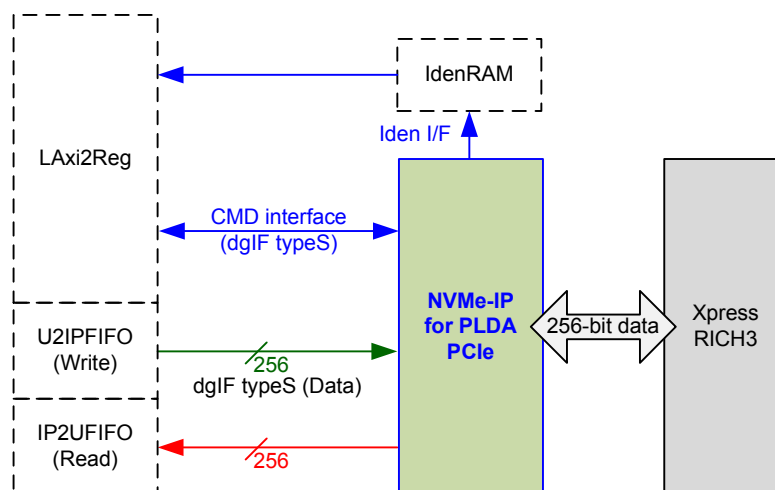 IdenRAM
Iden I/F
LAxi2Reg
CMD interface
(dgIF typeS)
NVMe-IP
for PLDA
PCIe
256-bit data
Xpress
RICH3
U2IPFIFO
(Write)
256
dgIF typeS (Data)
IP2UFIFO
(Read)
256